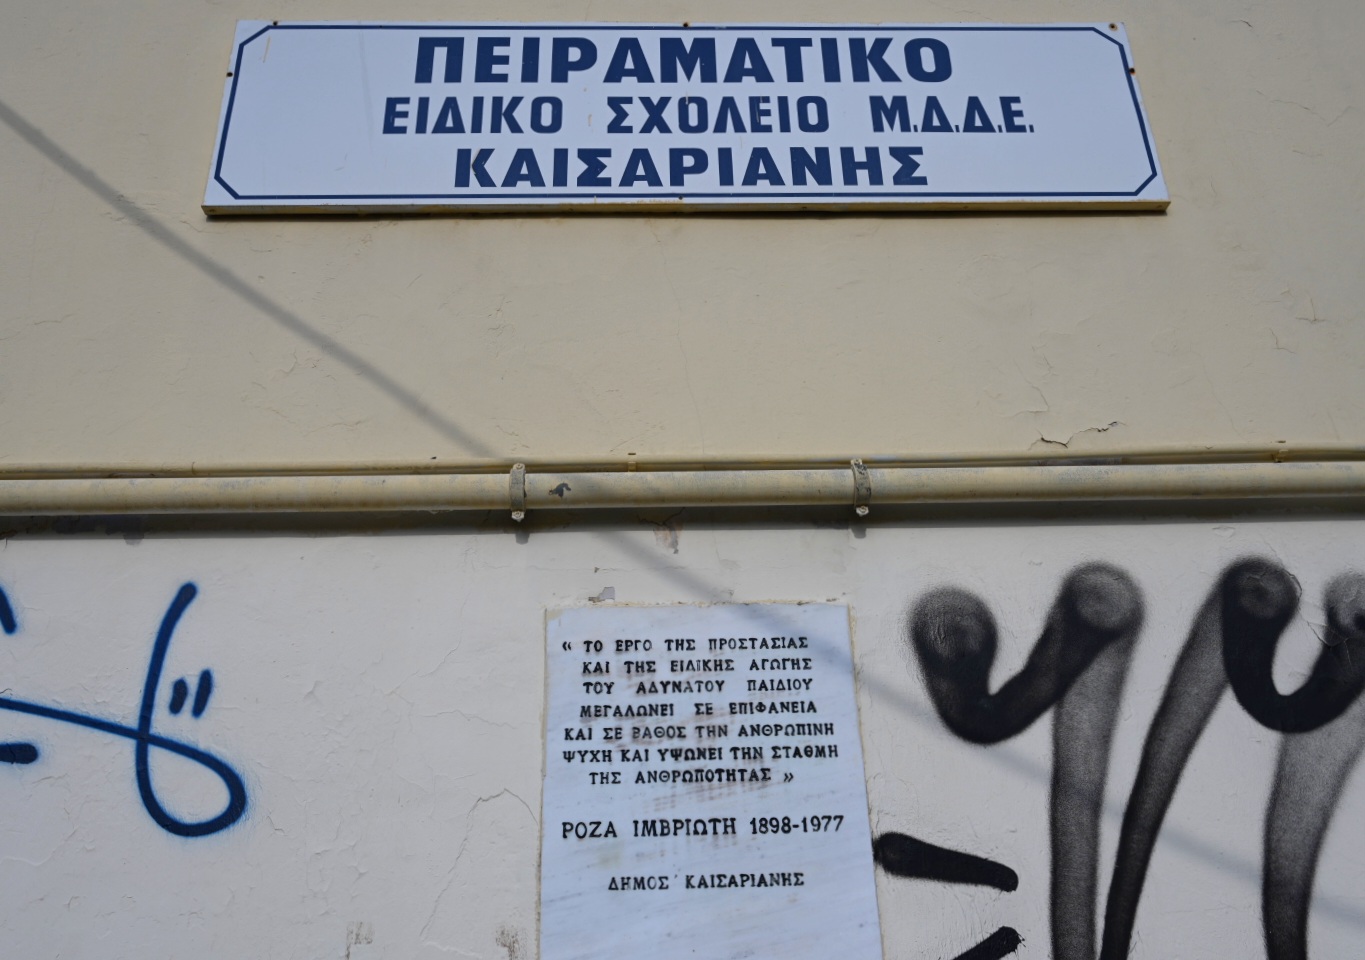 ΠΕΙΡΑΜΑΤΙΚΟ
ΕΙΔΙΚΟ ΣΧΟΛΕΙΟ Μ.Δ.Δ.Ε.
ΚΑΙΣΑΡΙΑΝΗΣ
« ΤΟ ΕΡΓΟ ΤΗΣ ΠΡΟΣΤΑΣΙΑΣ
ΚΑΙ ΤΗΣ ΕΙΔΙΚΗΣ ΑΓΩΓΗΣ
ΤΟΥ ΑΔΥΝΑΤΟΥ ΠΑΙΔΙΟΥ
ΜΕΓΑΛΩΝΕΙ ΣΕ ΕΠΙΦΑΝΕΙΑ
ΚΑΙ ΣΕ ΒΑΘΟΣ ΤΗΝ ΑΝΘΡΩΠΙΝΗ
ΨΥΧΗ ΚΑΙ ΥΨΩΝΕΙ ΤΗΝ ΣΤΑΘΜΗ
ΤΗΣ ΑΝΘΡΩΠΟΤΗΤΑΣ »
ΡΟΖΑ ΙΜΒΡΙΩΤΗ 1898-1977
ΔΗΜΟΣ ΚΑΙΣΑΡΙΑΝΗΣ